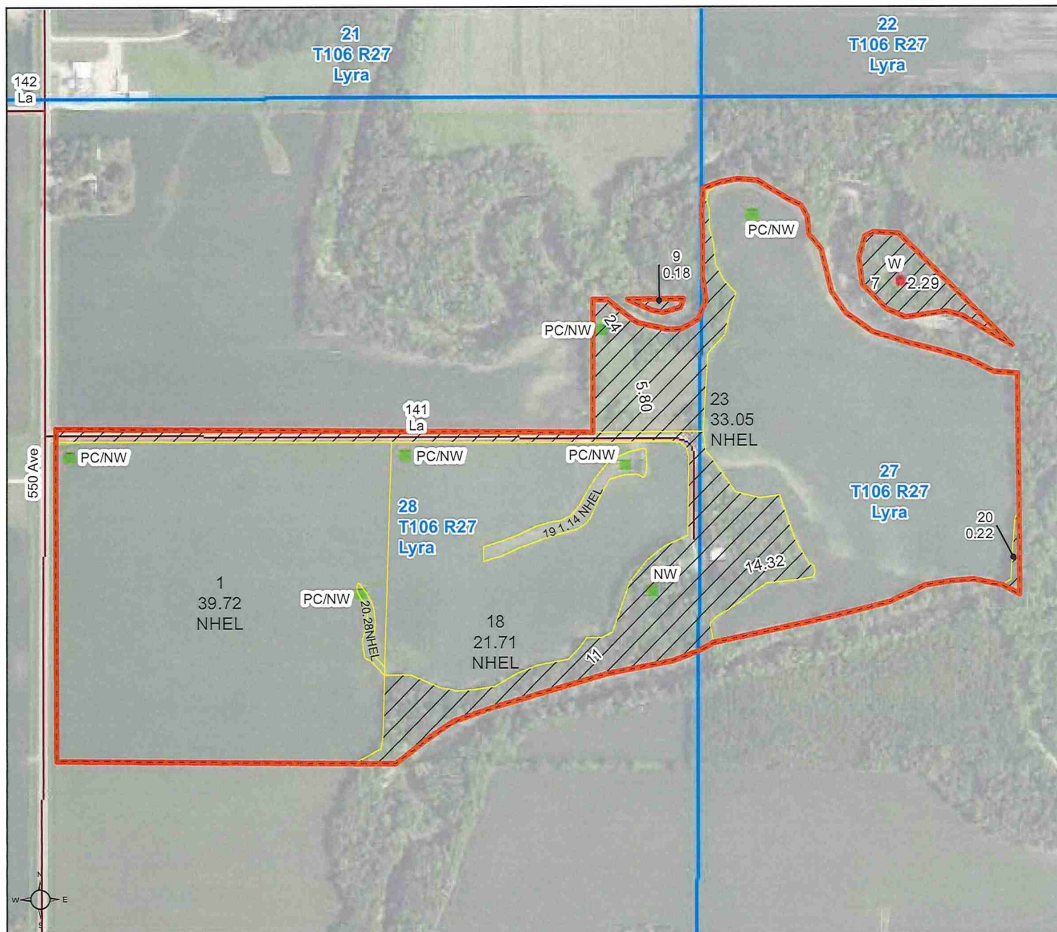 21
T106 R27
Lyra
22
T106 R27
Lyra
142
La
PC/NW
9
0.18
W
7
2.29
PC/NW
24
5.80
141
La
23
33.05
NHEL
550 Ave
PC/NW
PC/NW
PC/NW
28
T106 R27
Lyra
19 1.14 NHEL
27
T106 R27
Lyra
20
0.22
1
39.72
NHEL
PC/NW
20.28NHEL
NW
14.32
18
21.71
NHEL
11
N
W
E
S